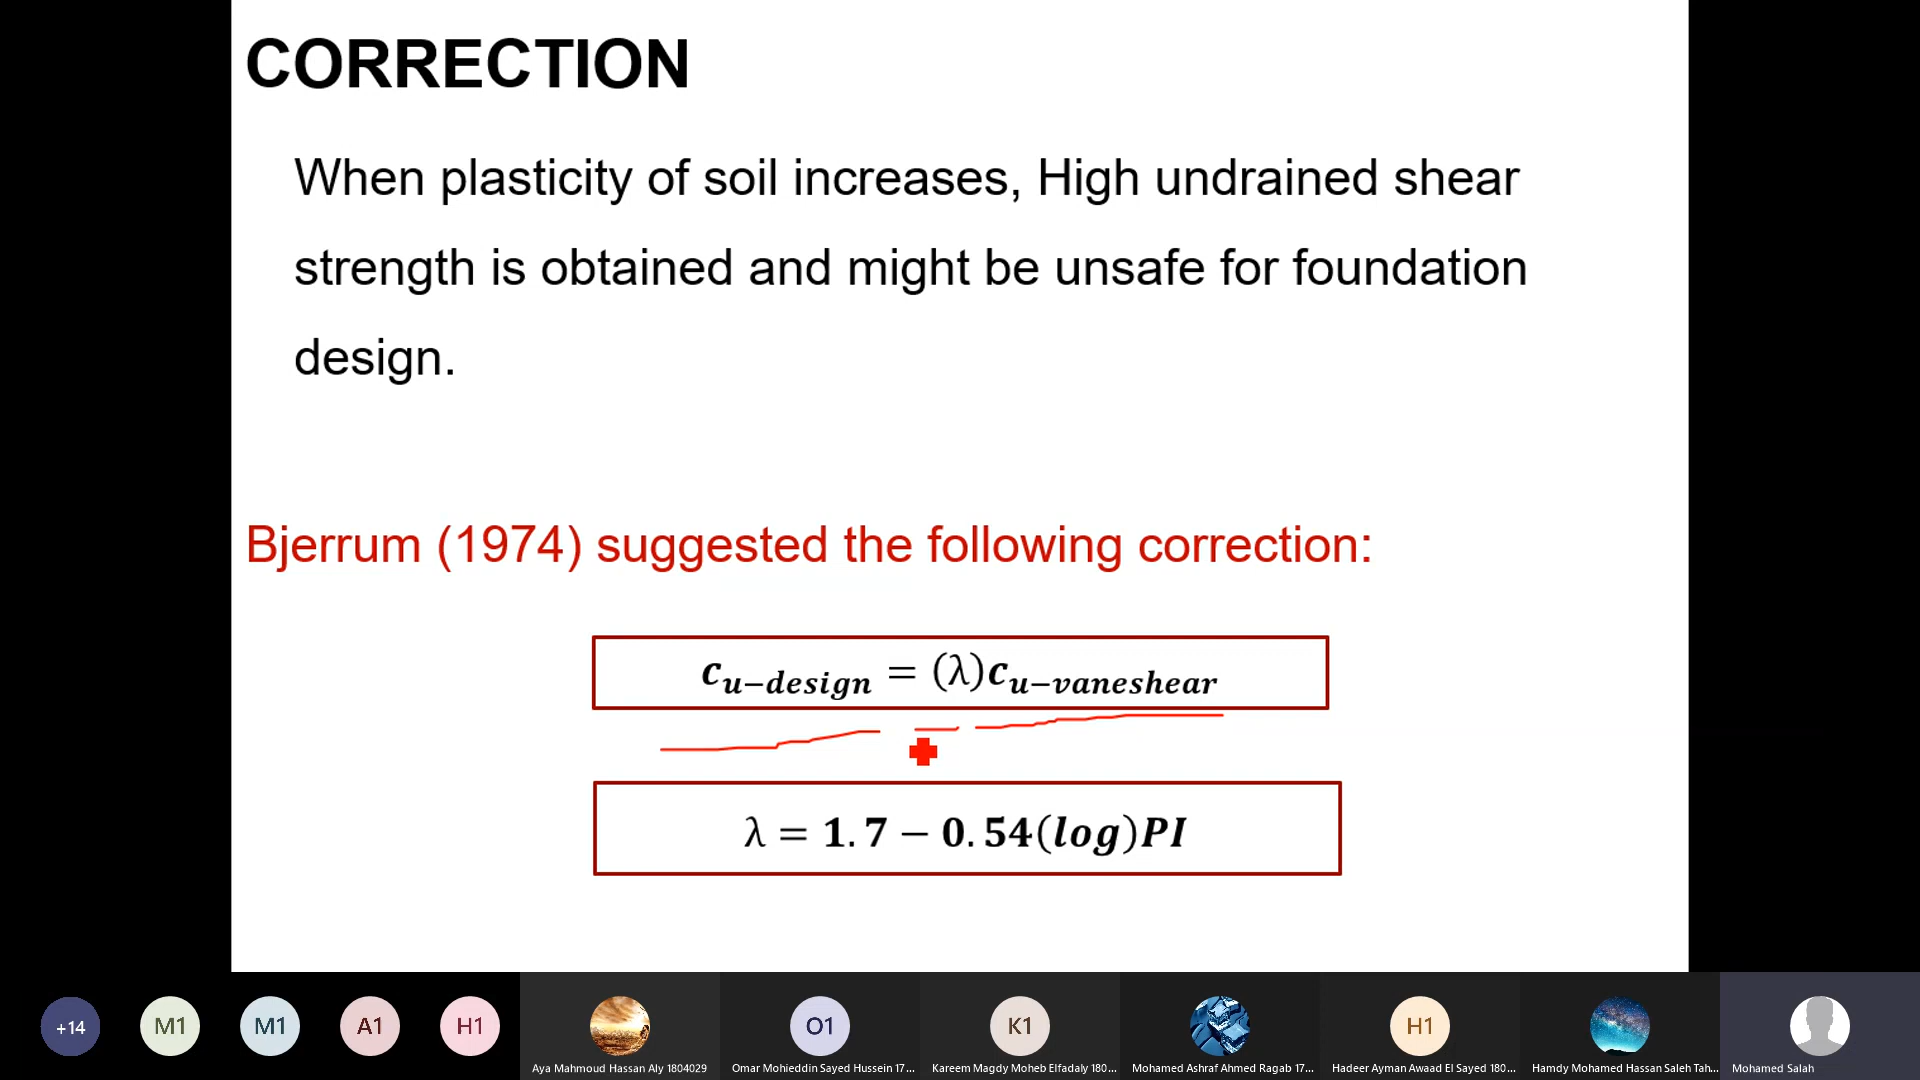 CORRECTION
When plasticity of soil increases, High undrained shear
strength is obtained and might be unsafe for foundation
design.
Bjerrum (1974) suggested the following correction:
c_{u-design} = (λ)c_{u-vaneshear}
λ = 1.7 − 0.54(log)PI
+14
M1
M1
A1
H1
O1
K1
H1
Aya Mahmoud Hassan Aly 1804029
Omar Mohieddin Sayed Hussein 17...
Kareem Magdy Moheb Elfadaly 180...
Mohamed Ashraf Ahmed Ragab 17...
Hadeer Ayman Awaad El Sayed 180...
Hamdy Mohamed Hassan Saleh Tah...
Mohamed Salah